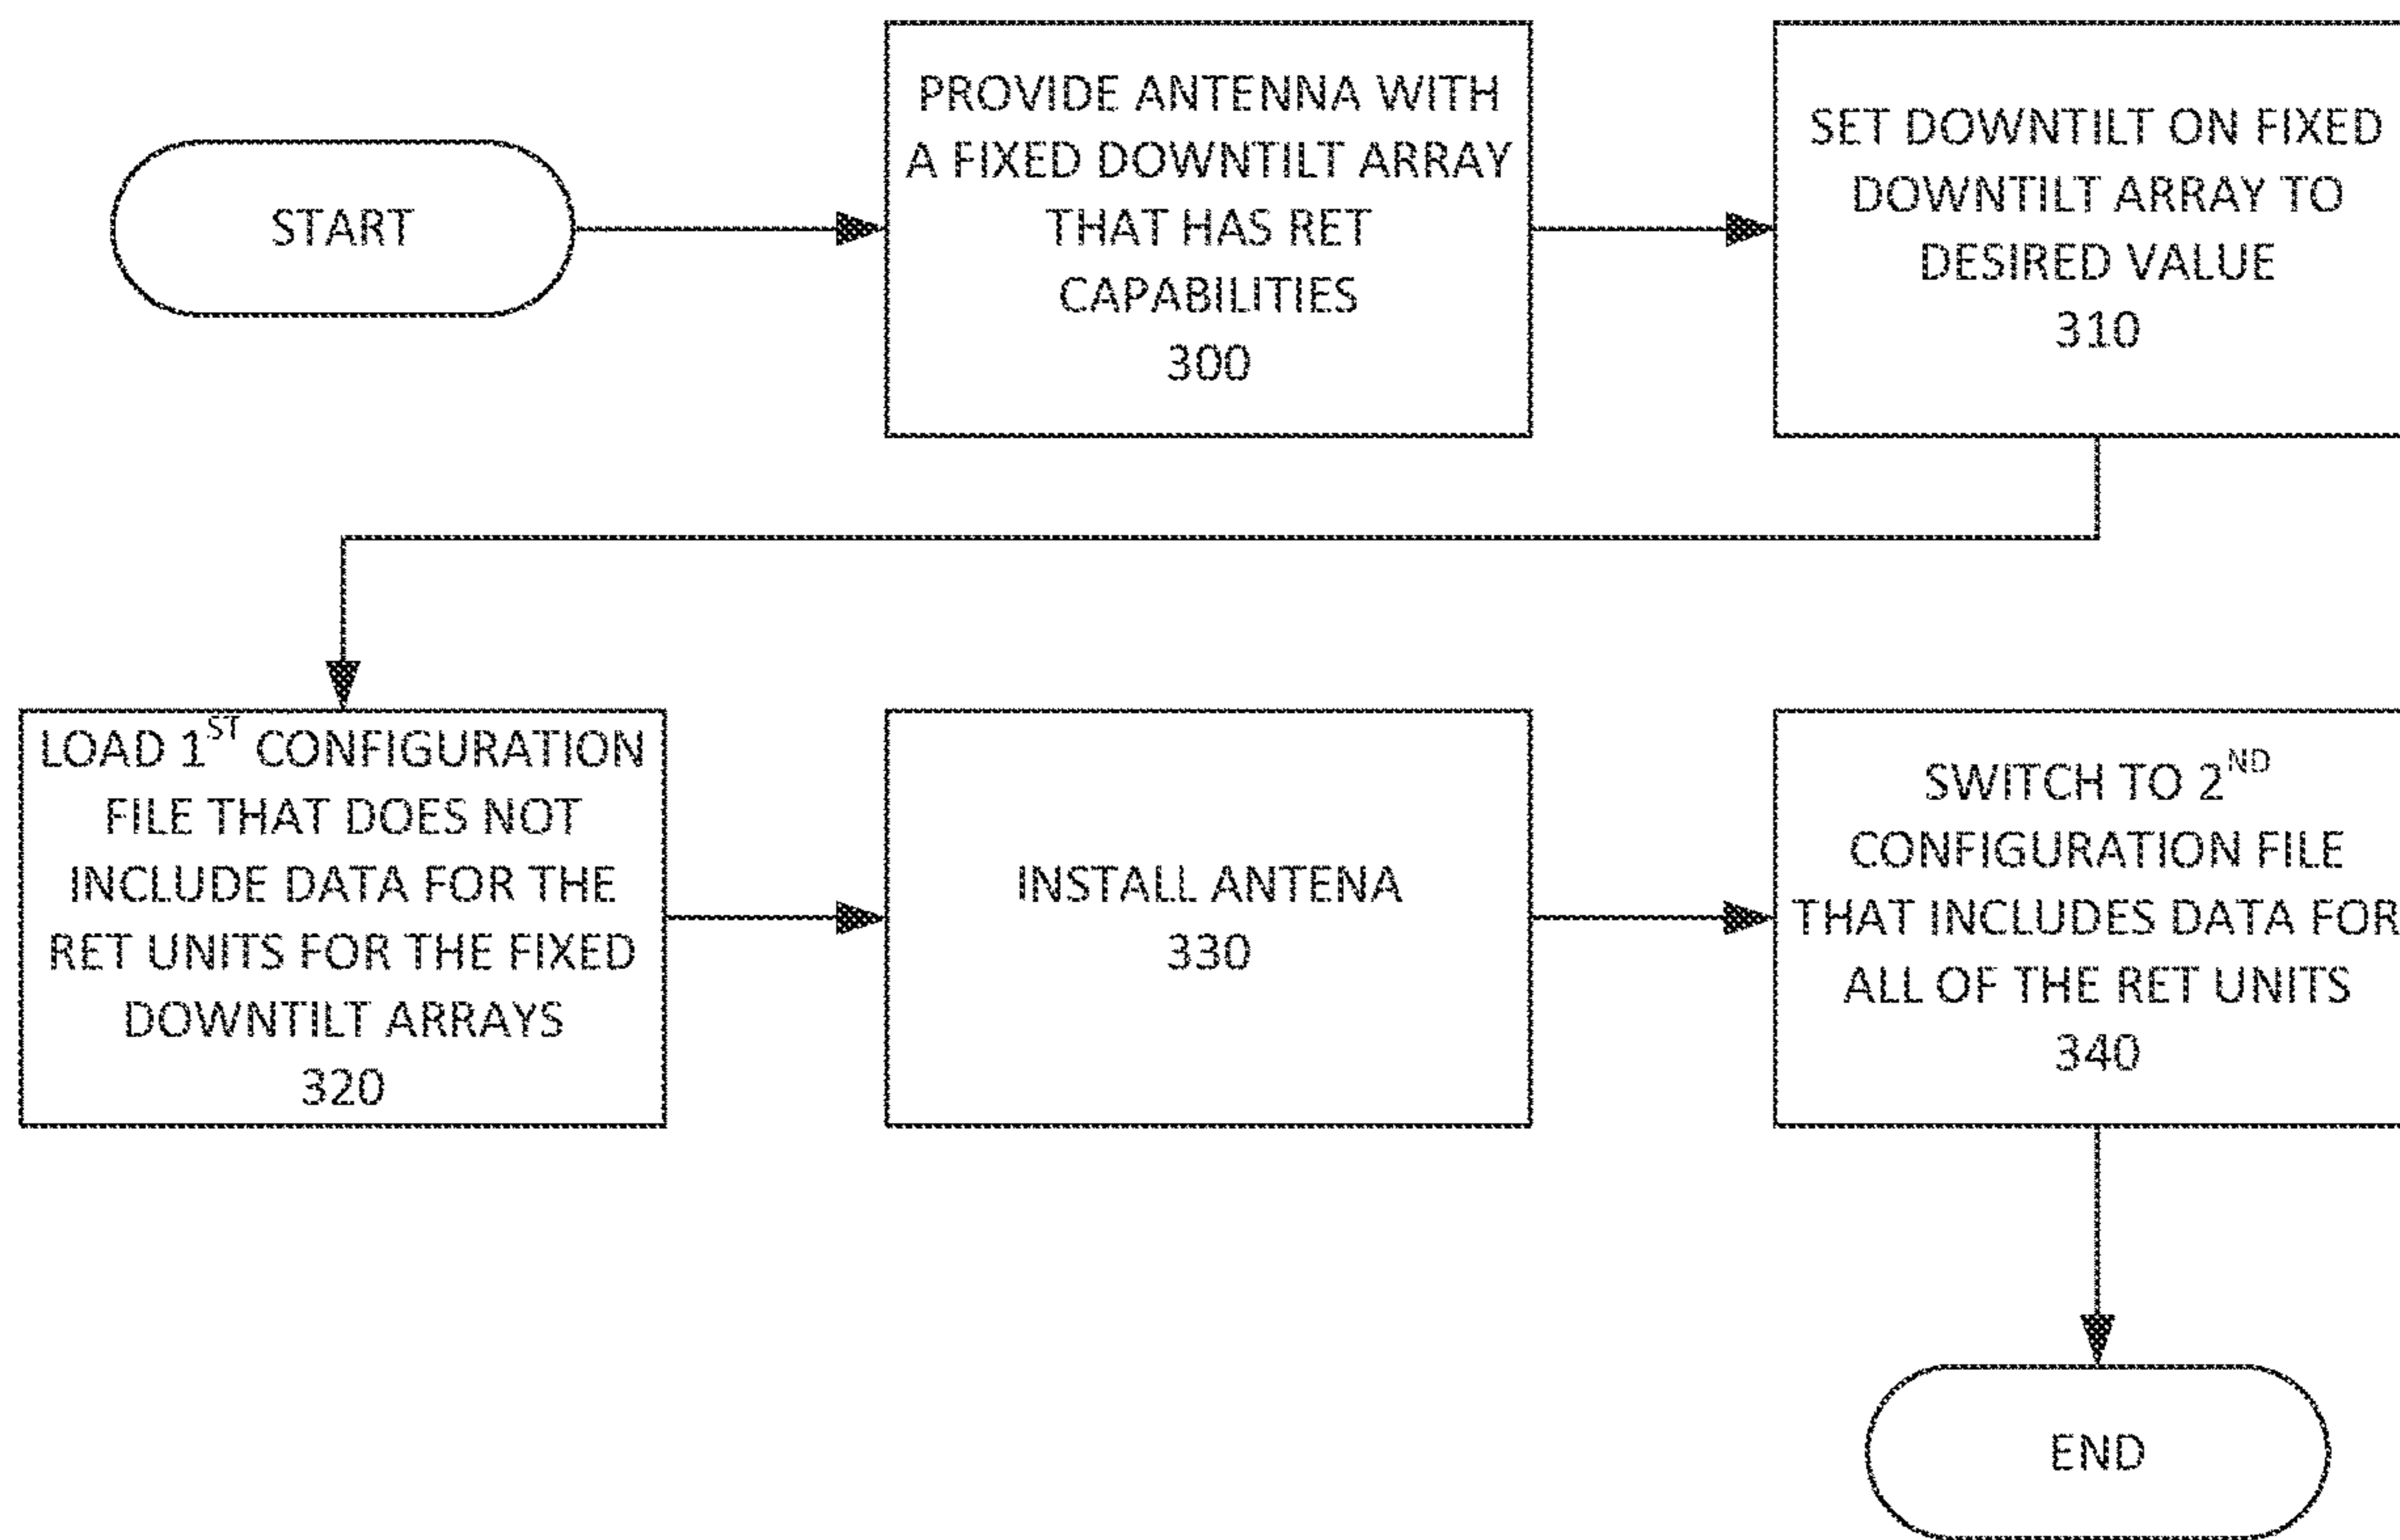 START
PROVIDE ANTENNA WITH
A FIXED DOWNTILT ARRAY
THAT HAS RET
CAPABILITIES
300
SET DOWNTILT ON FIXED
DOWNTILT ARRAY TO
DESIRED VALUE
310
LOAD 1ST CONFIGURATION
FILE THAT DOES NOT
INCLUDE DATA FOR THE
RET UNITS FOR THE FIXED
DOWNTILT ARRAYS
320
INSTALL ANTENA
330
SWITCH TO 2ND
CONFIGURATION FILE
THAT INCLUDES DATA FOR
ALL OF THE RET UNITS
340
END